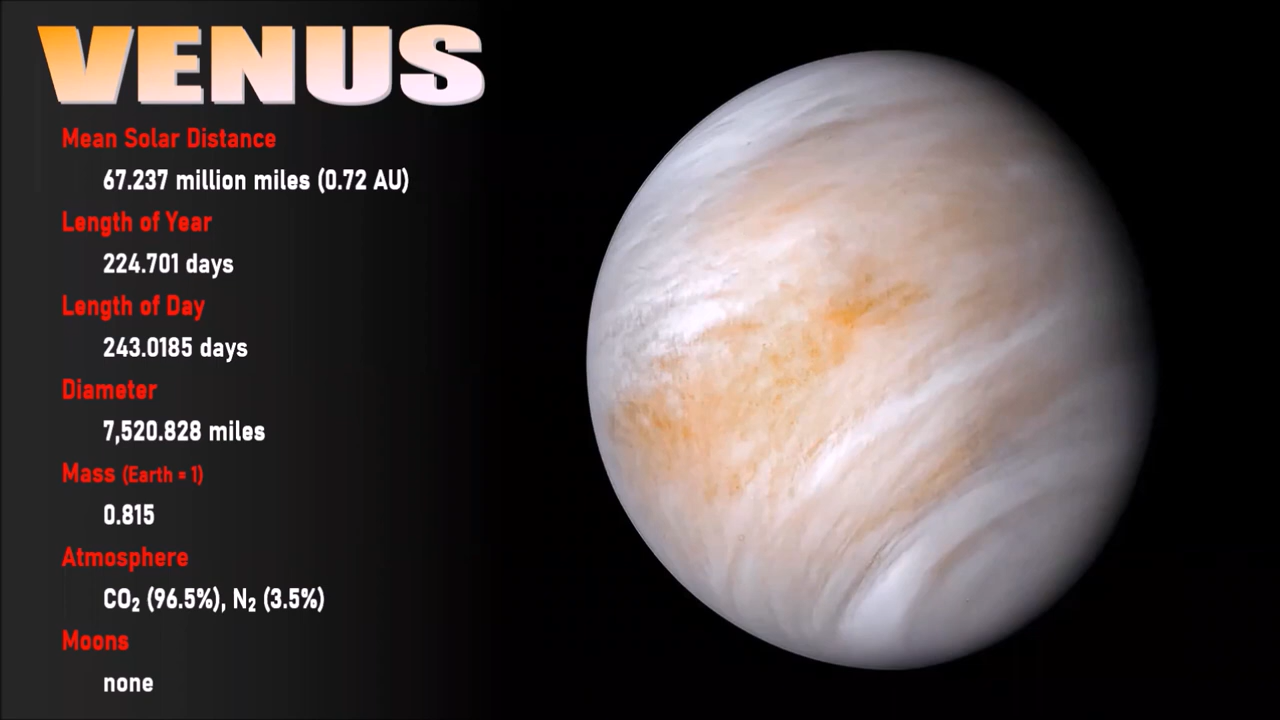 VENUS
Mean Solar Distance
67.237 million miles (0.72 AU)
Length of Year
224.701 days
Length of Day
243.0185 days
Diameter
7,520.828 miles
Mass (Earth = 1)
0.815
Atmosphere
CO₂ (96.5%), N₂ (3.5%)
Moons
none